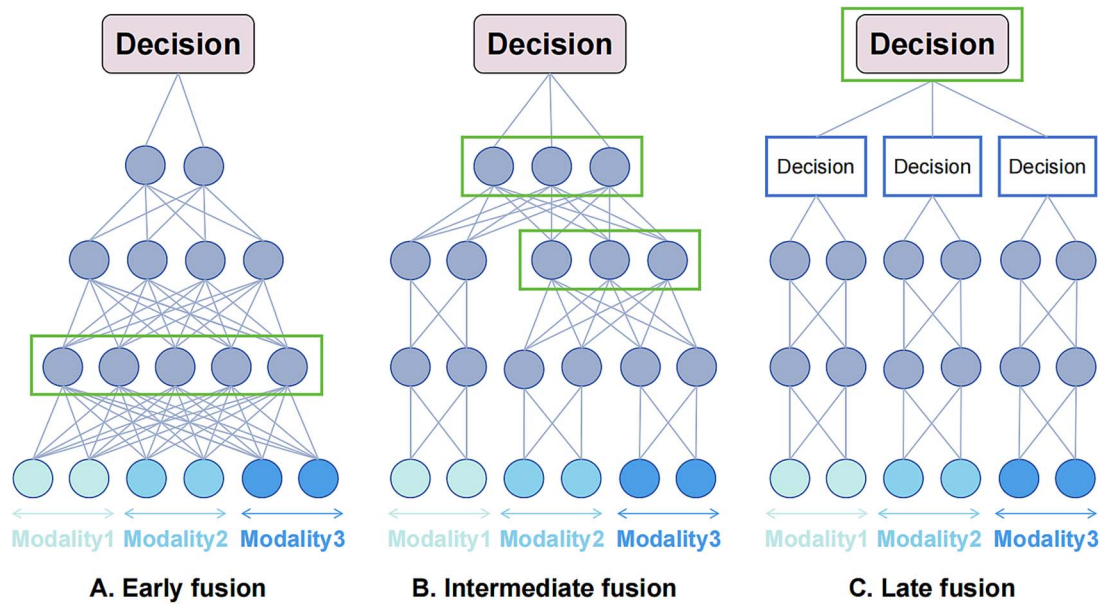 Decision
Decision
Decision
Decision
Decision
Decision
Modality1
Modality2
Modality3
Modality1
Modality2
Modality3
Modality1
Modality2
Modality3
A. Early fusion
B. Intermediate fusion
C. Late fusion